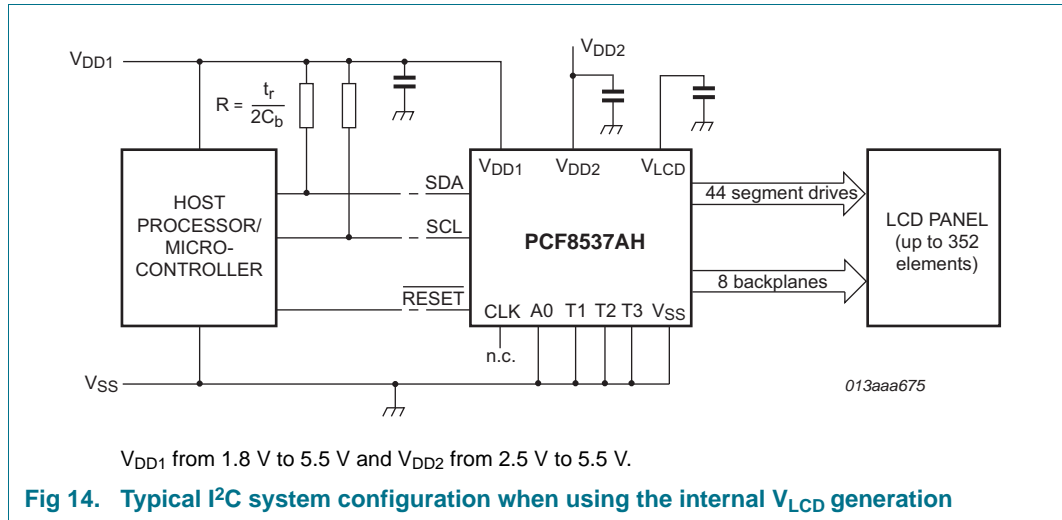 VDD1
VDD2
R = tr
2Cb
HOST
PROCESSOR/
MICRO-
CONTROLLER
VDD1 VDD2 VLCD
SDA
SCL
RESET
PCF8537AH
CLK A0 T1 T2 T3 VSS
n.c.
44 segment drives
8 backplanes
LCD PANEL
(up to 352
elements)
VSS
013aaa675
VDD1 from 1.8 V to 5.5 V and VDD2 from 2.5 V to 5.5 V.
Fig 14. Typical I2C system configuration when using the internal VLCD generation